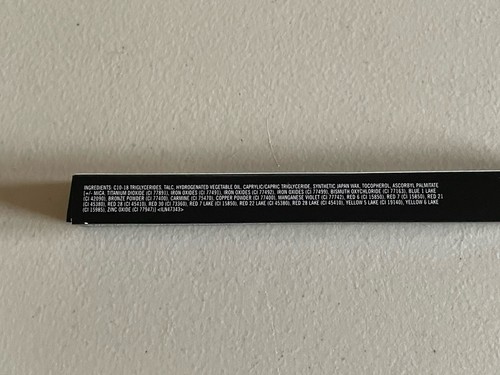 INGREDIENTS: C10-18 TRIGLYCERIDES, TALC, HYDROGENATED VEGETABLE OIL, CAPRYLIC/CAPRIC TRIGLYCERIDE, SYNTHETIC JAPAN WAX, TOCOPHEROL, ASCORBYL PALMITATE
[+/- MICA, TITANIUM DIOXIDE (CI 77891), IRON OXIDES (CI 77491), IRON OXIDES (CI 77492), IRON OXIDES (CI 77499), BISMUTH OXYCHLORIDE (CI 77163), BLUE 1 LAKE
(CI 42090), BRONZE POWDER (CI 77400), CARMINE (CI 75470), COPPER POWDER (CI 77400), MANGANESE VIOLET (CI 77742), RED 6 (CI 15850), RED 7 (CI 15850), RED 21
(CI 45380), RED 28 (CI 45410), RED 30 (CI 73360), RED 7 LAKE (CI 15850), RED 22 LAKE (CI 45380), RED 28 LAKE (CI 45410), YELLOW 5 LAKE (CI 19140), YELLOW 6 LAKE
(CI 15985), ZINC OXIDE (CI 77947)] <ILN47343>